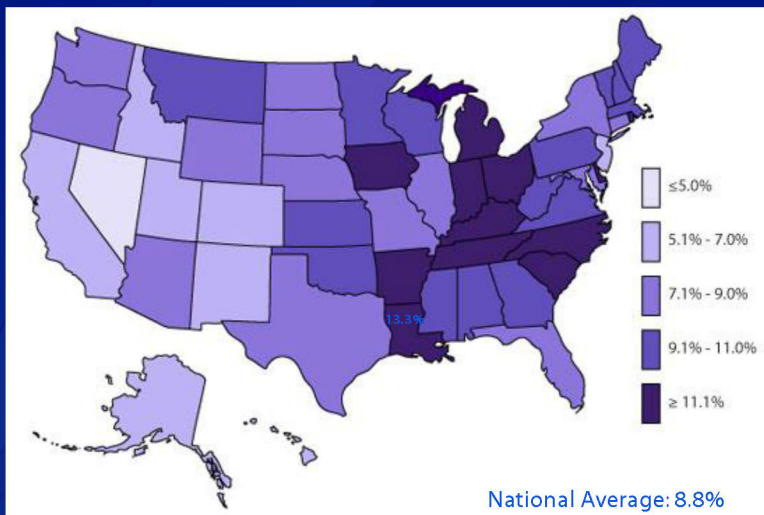 ≤5.0%
5.1% - 7.0%
7.1% - 9.0%
13.3%
9.1% - 11.0%
≥ 11.1%
National Average: 8.8%